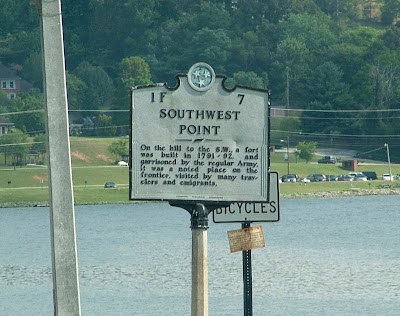 1F 7
SOUTHWEST
POINT
On the hill to the S.W., a fort
was built in 1791-92, and
garrisoned by the regular Army.
It was a noted place on the
frontier, visited by many trav-
elers and emigrants.
BICYCLES